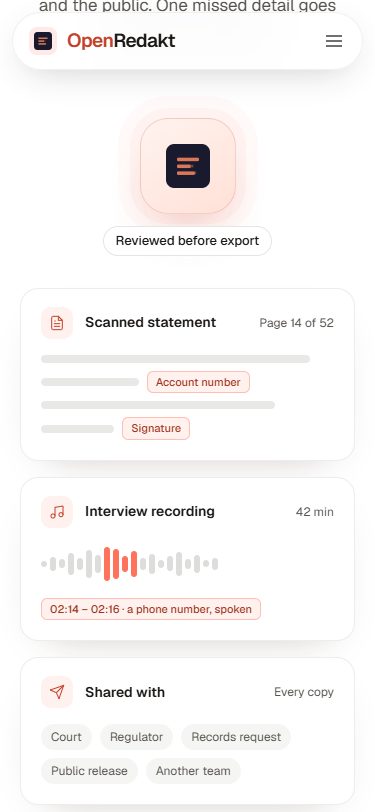 and the public. One missed detail goes
OpenRedakt
Reviewed before export
Scanned statement Page 14 of 52
Account number
Signature
Interview recording 42 min
02:14 – 02:16 · a phone number, spoken
Shared with Every copy
Court Regulator Records request
Public release Another team